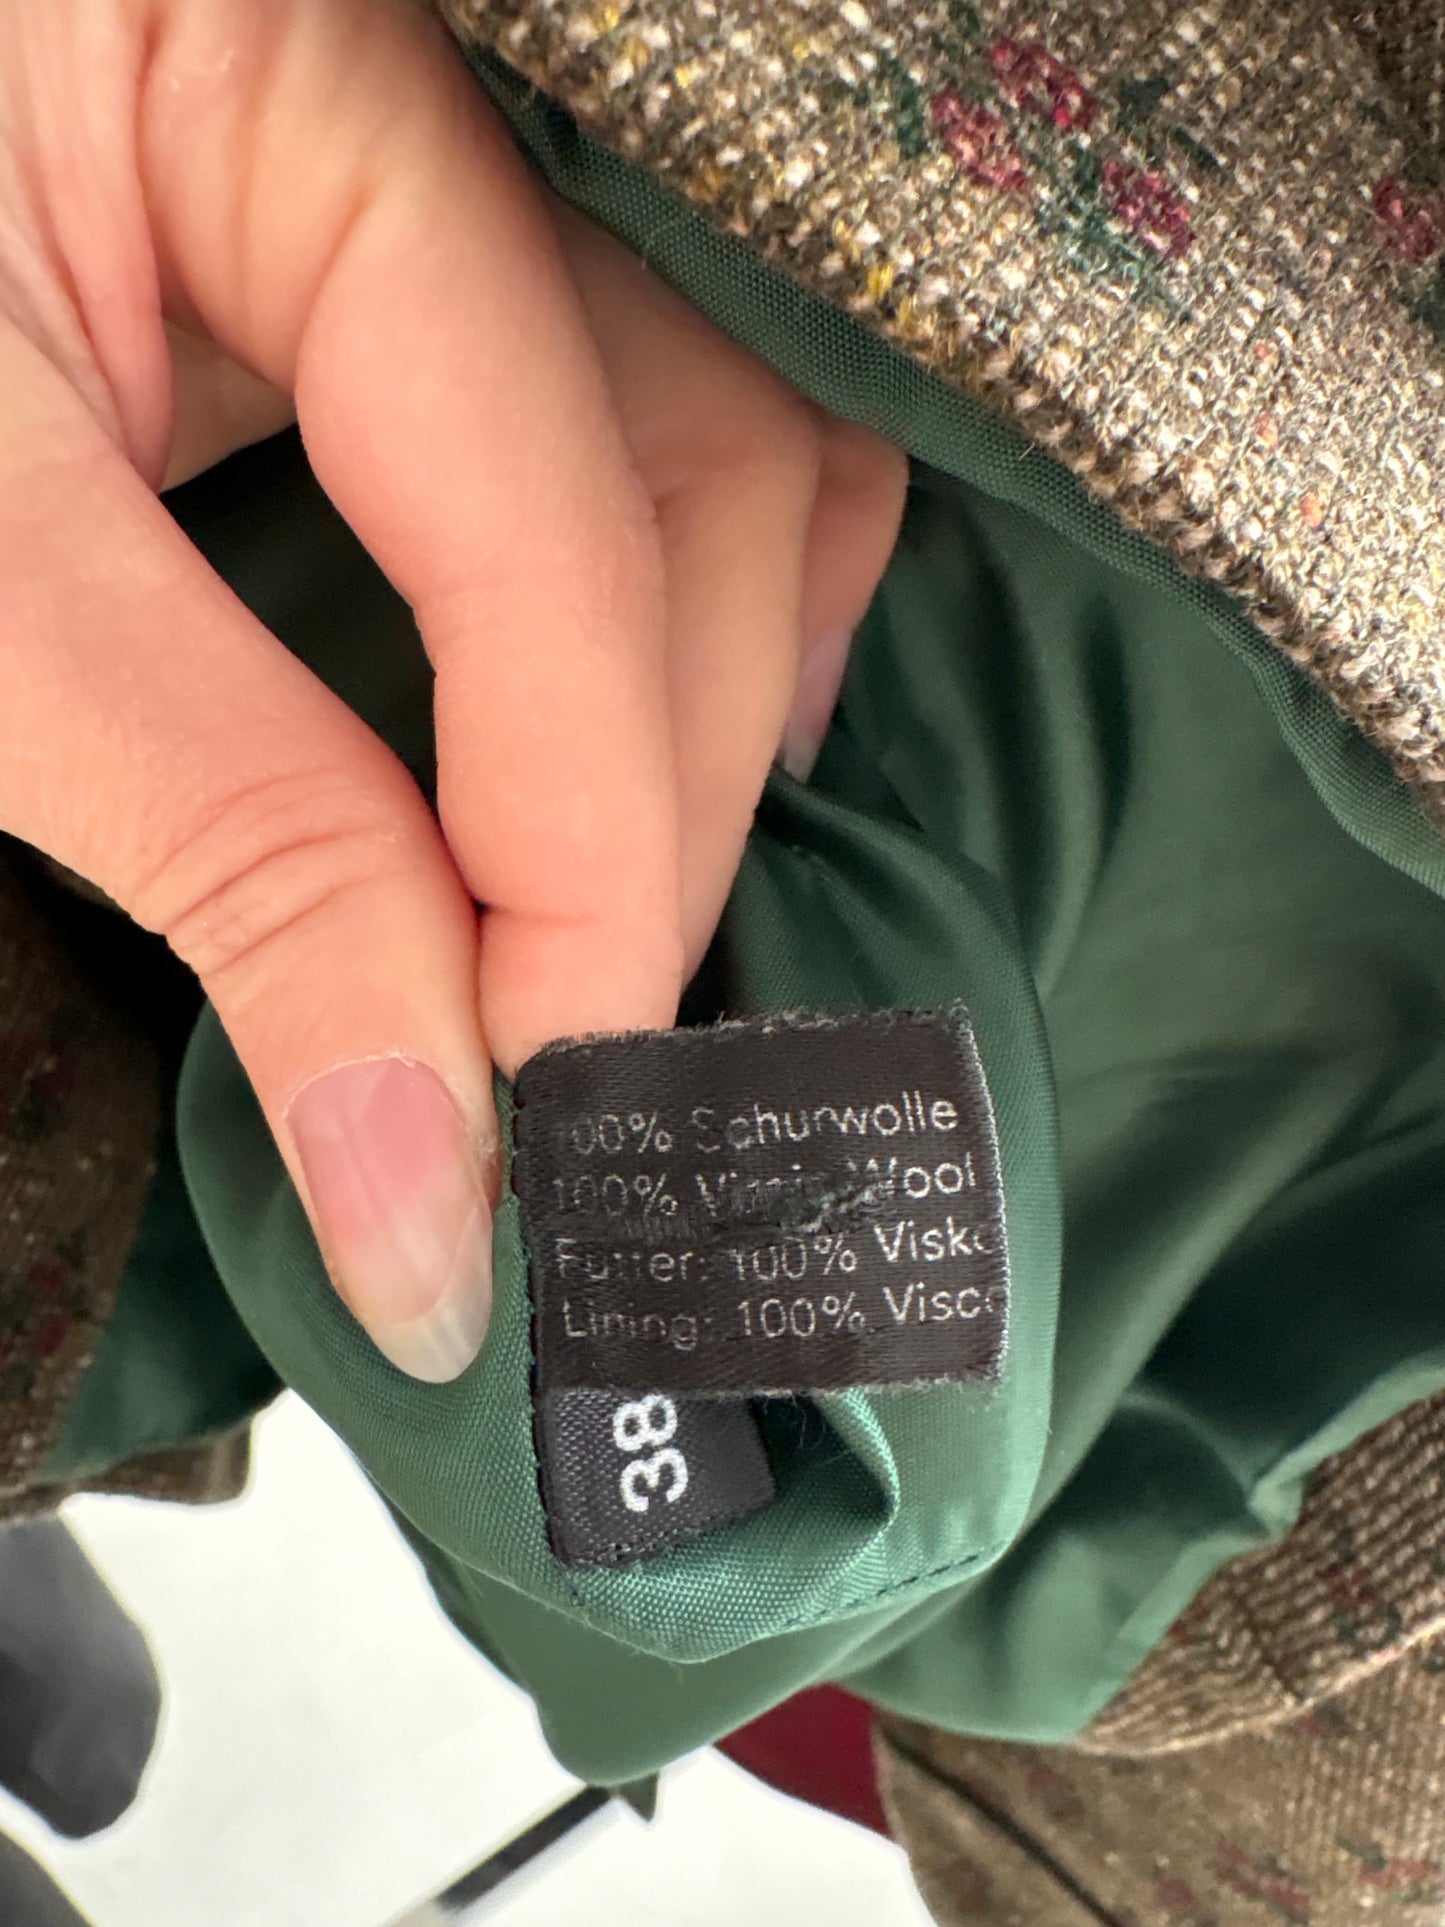 100% Schurwolle
100% Virgin Wool
Futter: 100% Visko
Lining: 100% Visco
38